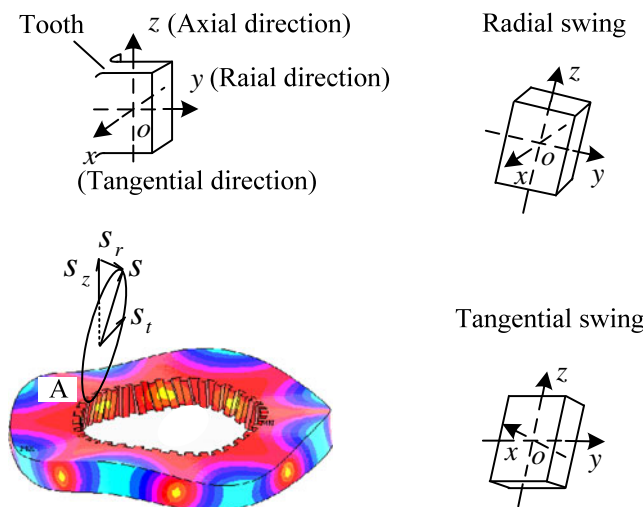 Tooth
z (Axial direction)
Radial swing
y (Raial direction)
z
o
x
(Tangential direction)
x
o
y
S_r
S_z
S
S_t
Tangential swing
A
z
x
o
y